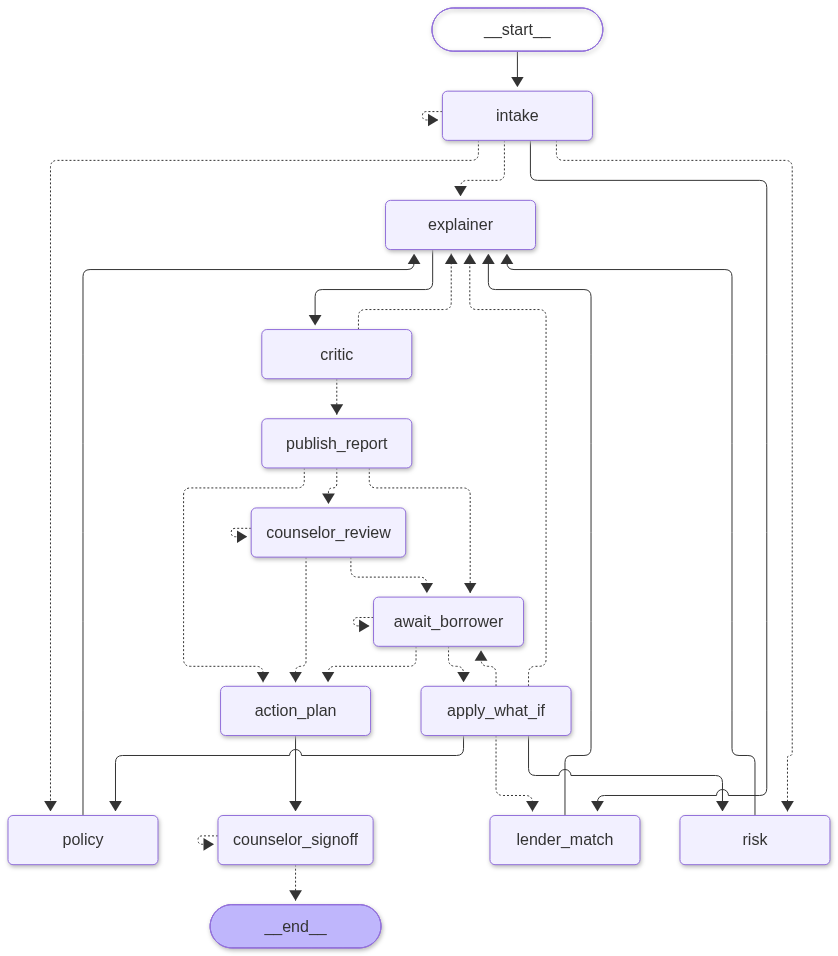 __start__
intake
explainer
critic
publish_report
counselor_review
await_borrower
action_plan
apply_what_if
policy
counselor_signoff
lender_match
risk
__end__